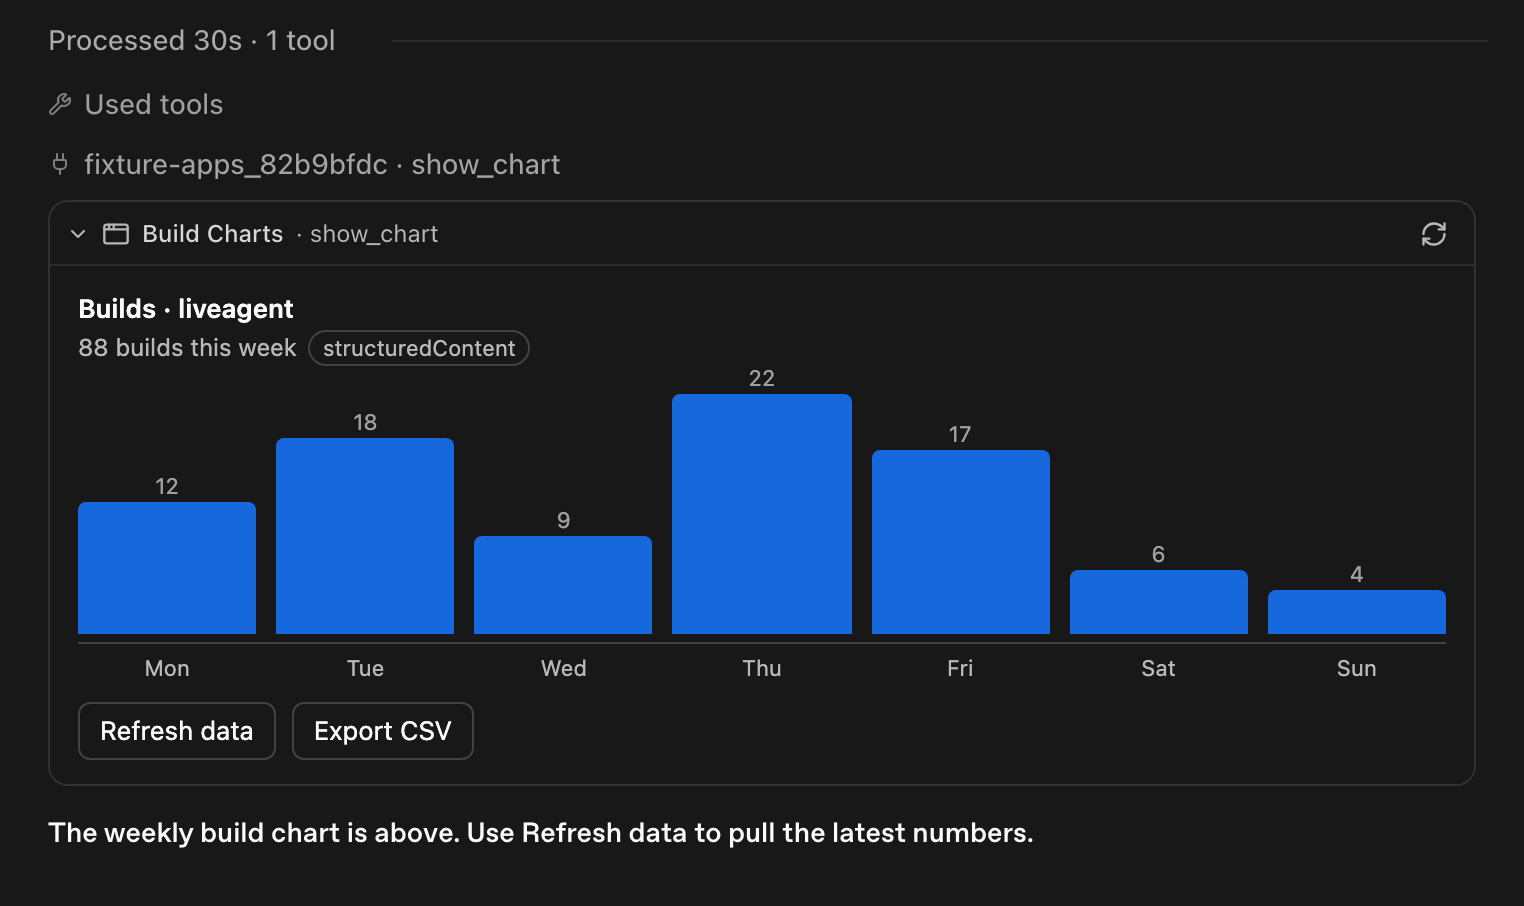 Processed 30s · 1 tool
Used tools
fixture-apps_82b9bfdc · show_chart
Build Charts · show_chart
Builds · liveagent
88 builds this week structuredContent
22
18
17
12
9
6
4
Mon Tue Wed Thu Fri Sat Sun
Refresh data Export CSV
The weekly build chart is above. Use Refresh data to pull the latest numbers.